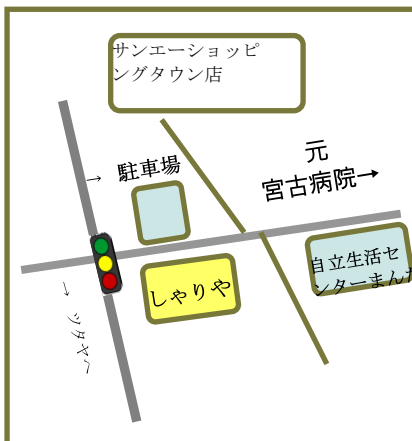 サンエーショッピ
ングタウン店
→ 駐車場
元
宮古病院→
自立生活セ
ンターまんた
しゃりや
→ ツタヤへ